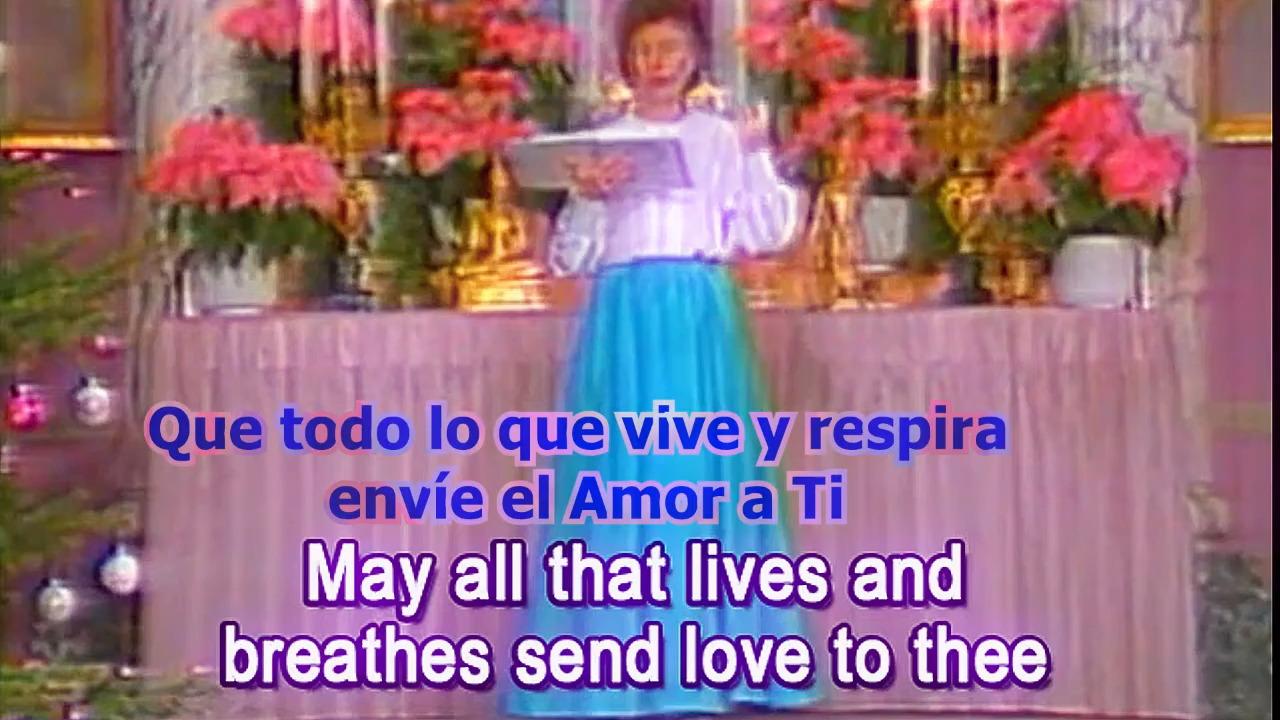 Que todo lo que vive y respira
envíe el Amor a Ti
May all that lives and
breathes send love to thee